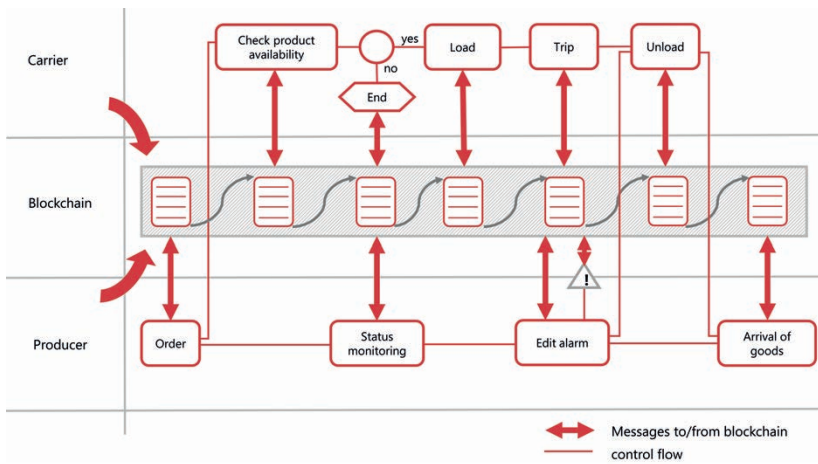 Carrier
Check product
availability
yes
no
End
Load
Trip
Unload
Blockchain
!
Producer
Order
Status
monitoring
Edit alarm
Arrival of
goods
Messages to/from blockchain
control flow